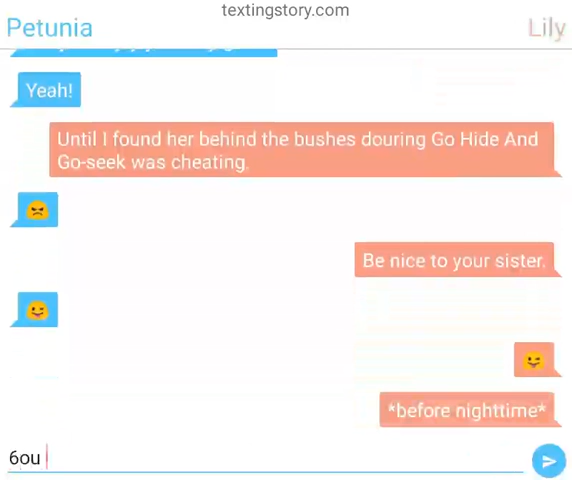 textingstory.com
Petunia
Lily
Yeah!
Until I found her behind the bushes douring Go Hide And
Go-seek was cheating.
Be nice to your sister.
*before nighttime*
6ou